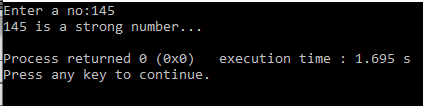 Enter a no:145
145 is a strong number...
Process returned 0 (0x0)   execution time : 1.695 s
Press any key to continue.